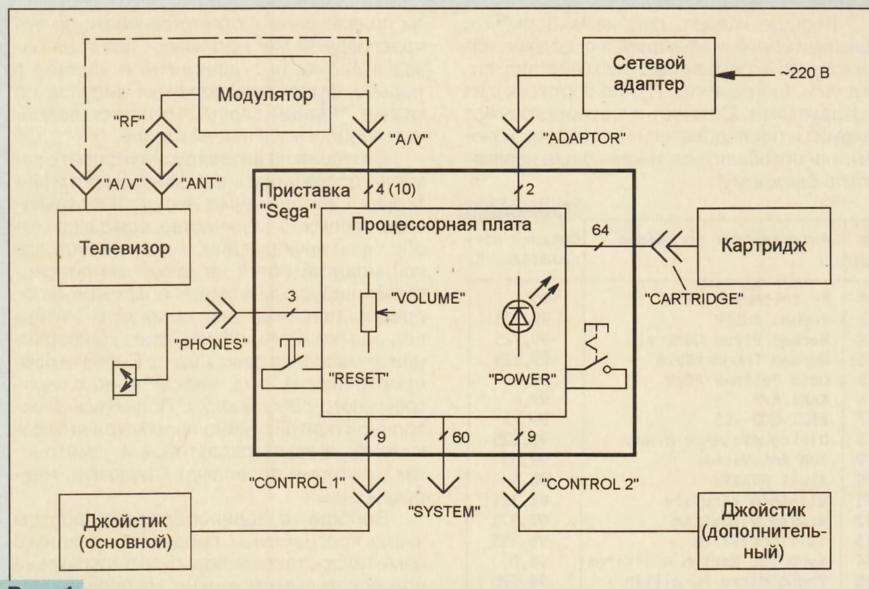 Модулятор
Сетевой
адаптер
~220 В
"RF"
"A/V"
"ADAPTOR"
"A/V"
"ANT"
4 (10)
2
Приставка
"Sega"
Процессорная плата
64
Телевизор
Картридж
"CARTRIDGE"
3
"VOLUME"
"PHONES"
"RESET"
"POWER"
9
60
9
"CONTROL 1"
"SYSTEM"
"CONTROL 2"
Джойстик
(основной)
Джойстик
(дополнитель-
ный)